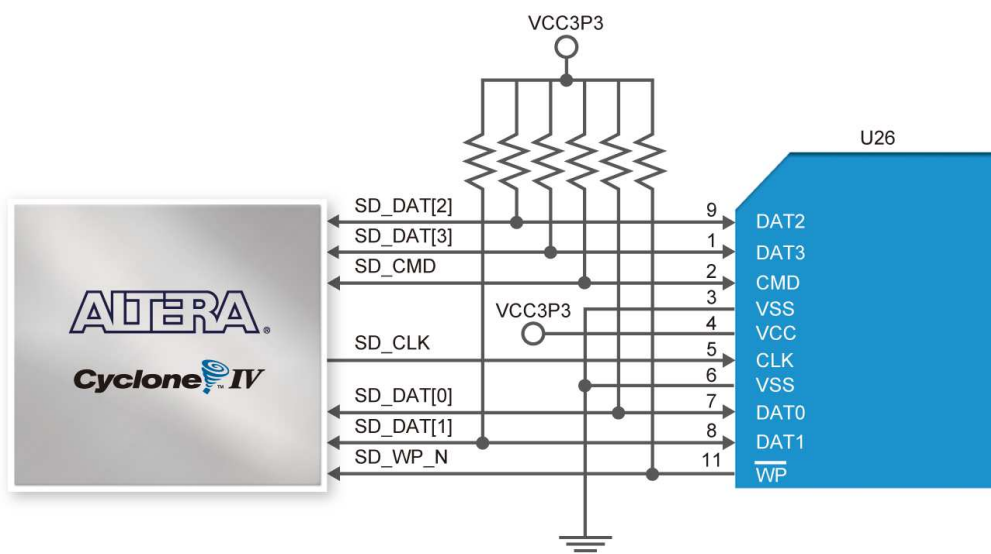 VCC3P3
U26
SD_DAT[2]
9
DAT2
SD_DAT[3]
1
DAT3
SD_CMD
2
CMD
3
VSS
VCC3P3
4
VCC
SD_CLK
5
CLK
6
VSS
SD_DAT[0]
7
DAT0
SD_DAT[1]
8
DAT1
SD_WP_N
11
WP
ALTERA®
Cyclone™ IV